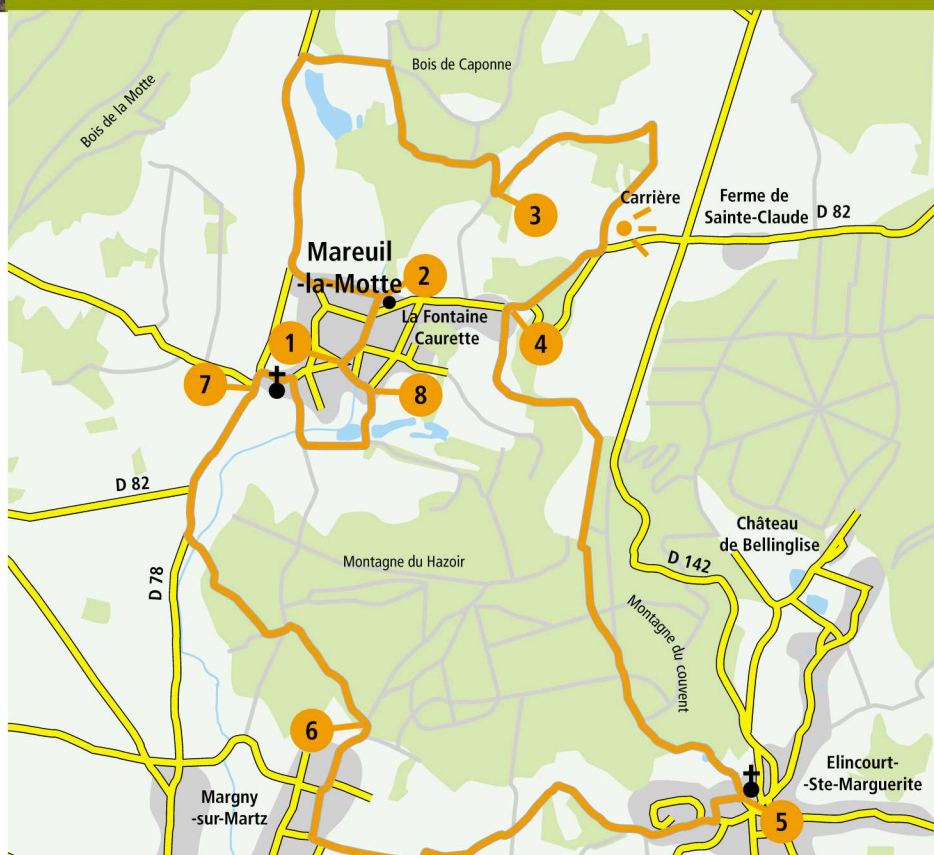 Bois de Caponne
Bois de la Motte
3
Carrière
Ferme de
Sainte-Claude
D 82
Mareuil
-la-Motte
2
La Fontaine
Caurette
4
1
7
8
D 82
D 78
Château
de Bellinglise
D 142
Montagne du Hazoir
Montagne du couvent
6
Margny
-sur-Martz
Elincourt-
-Ste-Marguerite
5